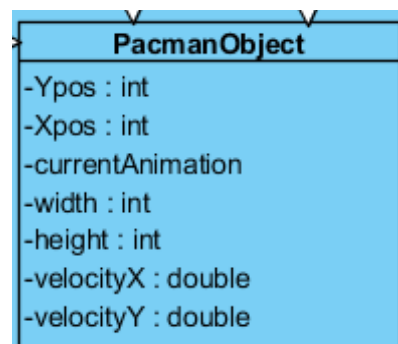 PacmanObject
-Ypos : int
-Xpos : int
-currentAnimation
-width : int
-height : int
-velocityX : double
-velocityY : double